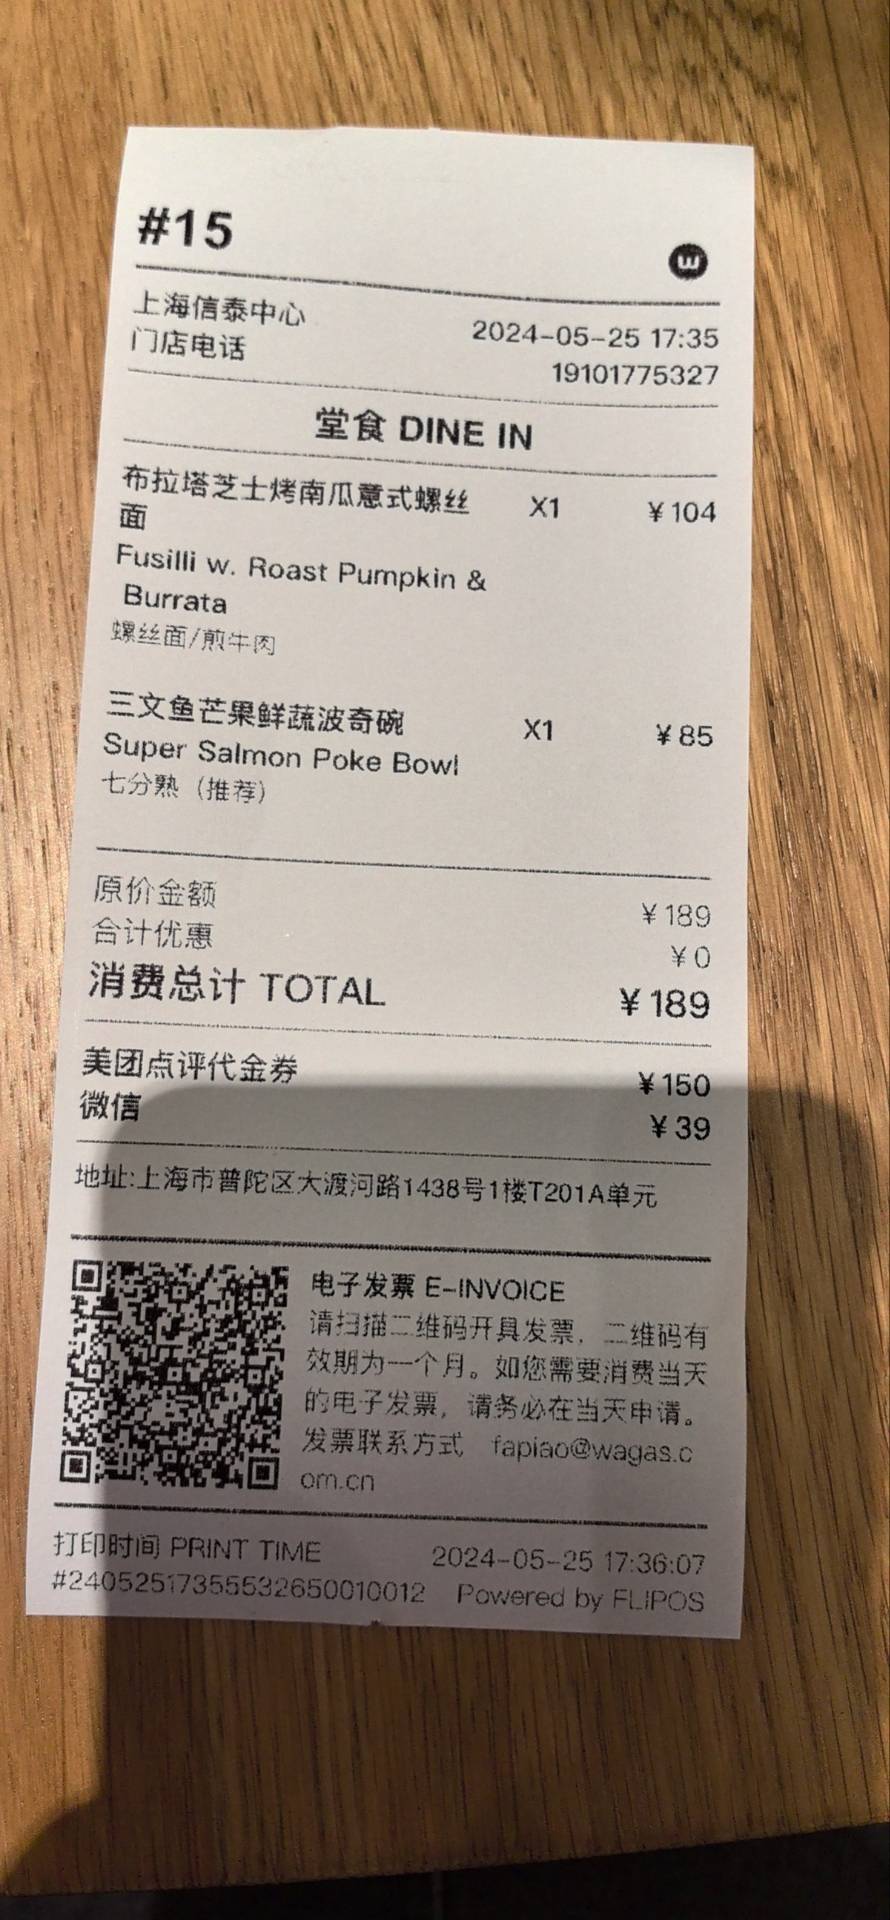 #15
W
上海信泰中心
2024-05-25 17:35
门店电话
19101775327
堂食 DINE IN
布拉塔芝士烤南瓜意式螺丝 X1 ￥104
面
Fusilli w. Roast Pumpkin &
Burrata
螺丝面/煎牛肉
三文鱼芒果鲜蔬波奇碗 X1 ￥85
Super Salmon Poke Bowl
七分熟（推荐）
原价金额 ￥189
合计优惠 ￥0
消费总计 TOTAL ￥189
美团点评代金券 ￥150
微信 ￥39
地址:上海市普陀区大渡河路1438号1楼T201A单元
电子发票 E-INVOICE
请扫描二维码开具发票，二维码有
效期为一个月。如您需要消费当天
的电子发票，请务必在当天申请。
发票联系方式 fapiao@wagas.c
om.cn
打印时间 PRINT TIME 2024-05-25 17:36:07
#240525173555532650010012 Powered by FLIPOS